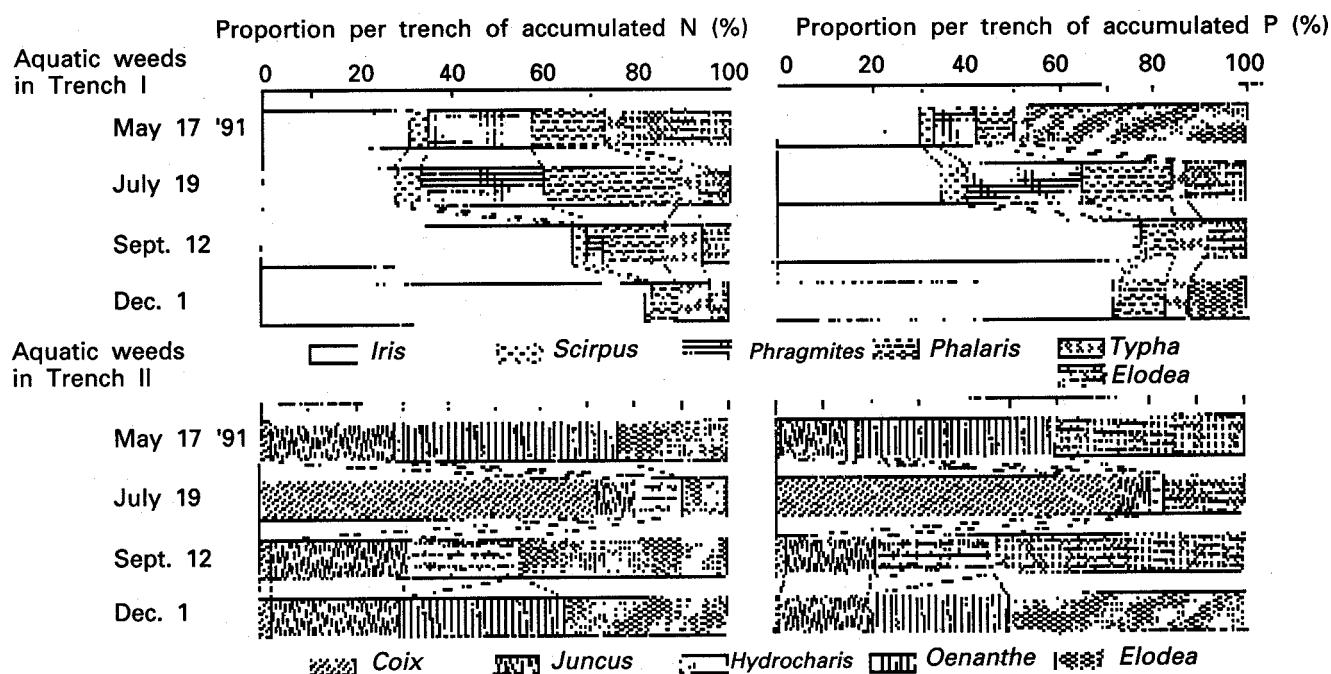 Proportion per trench of accumulated N (%) Proportion per trench of accumulated P (%)
Aquatic weeds
in Trench I
0 20 40 60 80 100 0 20 40 60 80 100
May 17 '91
July 19
Sept. 12
Dec. 1
Iris Scirpus Phragmites Phalaris Typha
Elodea
Aquatic weeds
in Trench II
May 17 '91
July 19
Sept. 12
Dec. 1
Coix Juncus Hydrocharis Oenanthe Elodea